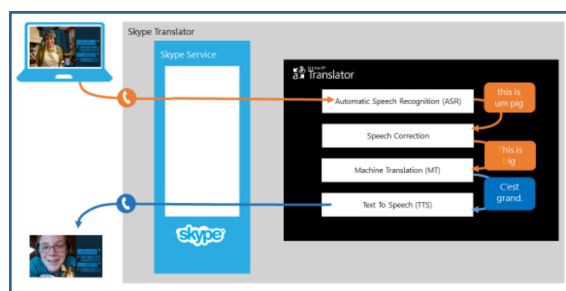 Skype Translator
Skype Service
Microsoft
Translator
Automatic Speech Recognition (ASR)
this is
um pig
Speech Correction
This is
big
Machine Translation (MT)
C'est
grand.
Text To Speech (TTS)
skype